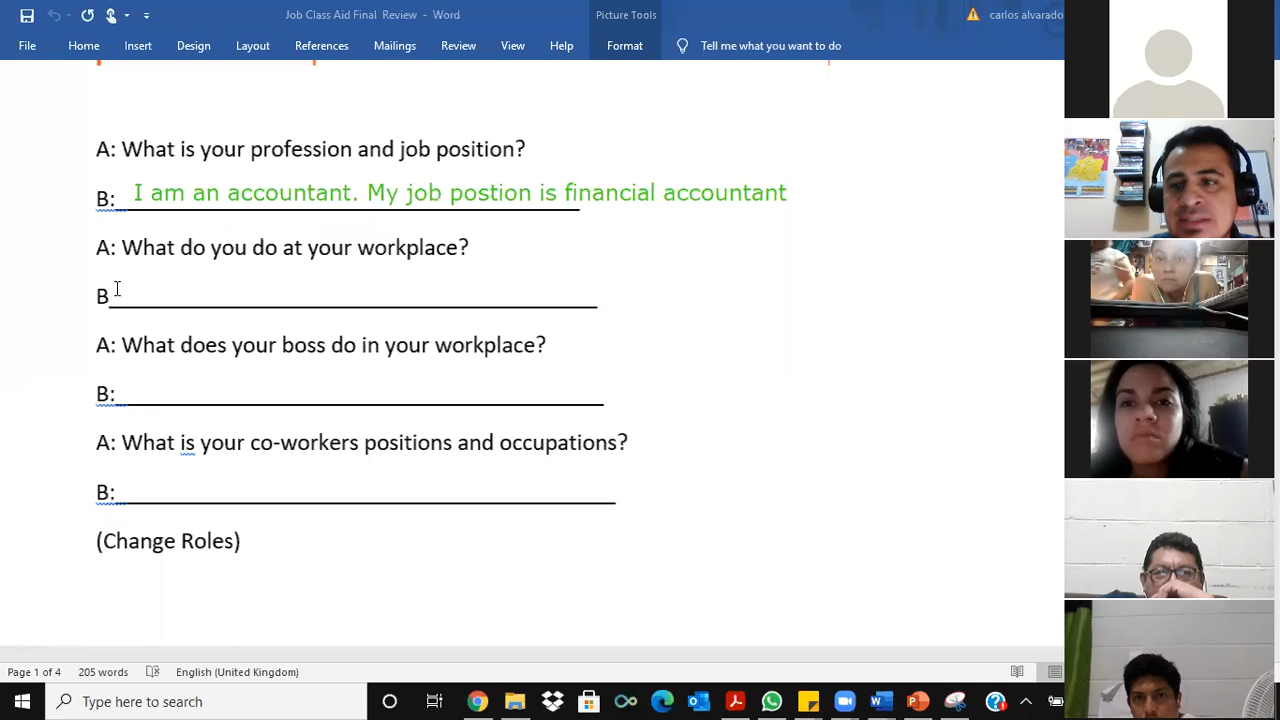 Job Class Aid Final Review - Word
Picture Tools
carlos alvarado
File Home Insert Design Layout References Mailings Review View Help Format Tell me what you want to do
A: What is your profession and job position?
B: I am an accountant. My job postion is financial accountant
A: What do you do at your workplace?
B
A: What does your boss do in your workplace?
B:
A: What is your co-workers positions and occupations?
B:
(Change Roles)
Page 1 of 4 205 words English (United Kingdom)
Type here to search